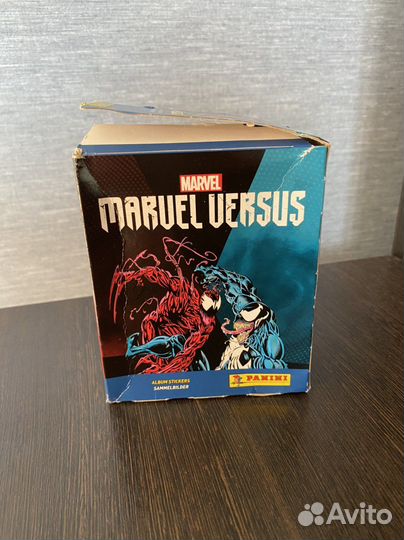 MARVEL
MARVEL VERSUS
ALBUM STICKERS
SAMMELBILDER
PANINI
Avito